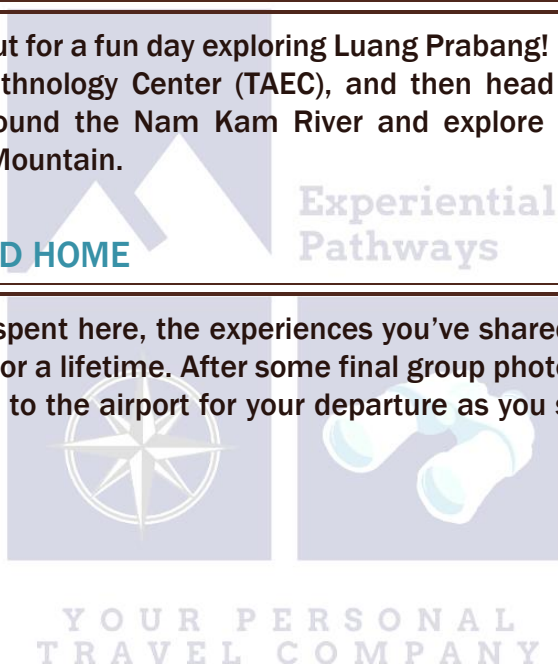 ut for a fun day exploring Luang Prabang!
thnology Center (TAEC), and then head
ound the Nam Kam River and explore
Mountain.
Experiential
Pathways
D HOME
spent here, the experiences you’ve shared
or a lifetime. After some final group phot
to the airport for your departure as you s
YOUR PERSONAL
TRAVEL COMPANY